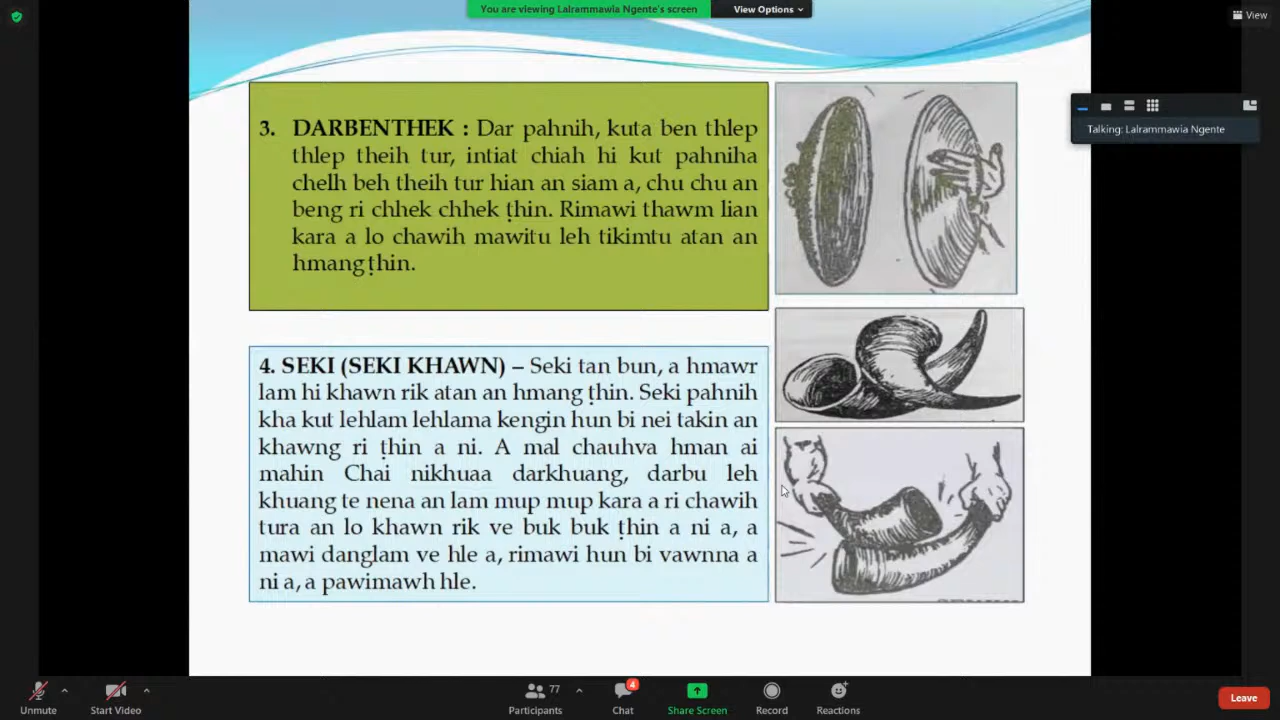 You are viewing Lalrammawia Ngente's screen
View Options
View
Talking: Lalrammawia Ngente
3. DARBENTHEK : Dar pahnih, kuta ben thlep
thlep theih tur, intiat chiah hi kut pahniha
chelh beh theih tur hian an siam a, chu chu an
beng ri chhek chhek ṭhin. Rimawi thawm lian
kara a lo chawih mawitu leh tikimtu atan an
hmang ṭhin.
4. SEKI (SEKI KHAWN) – Seki tan bun, a hmawr
lam hi khawn rik atan an hmang ṭhin. Seki pahnih
kha kut lehlam lehlama kengin hun bi nei takin an
khawng ri ṭhin a ni. A mal chauhva hman ai
mahin Chai nikhuaa darkhuang, darbu leh
khuang te nena an lam mup mup kara a ri chawih
tura an lo khawn rik ve buk buk ṭhin a ni a, a
mawi danglam ve hle a, rimawi hun bi vawnna a
ni a, a pawimawh hle.
Unmute
Start Video
77
Participants
4
Chat
Share Screen
Record
Reactions
Leave